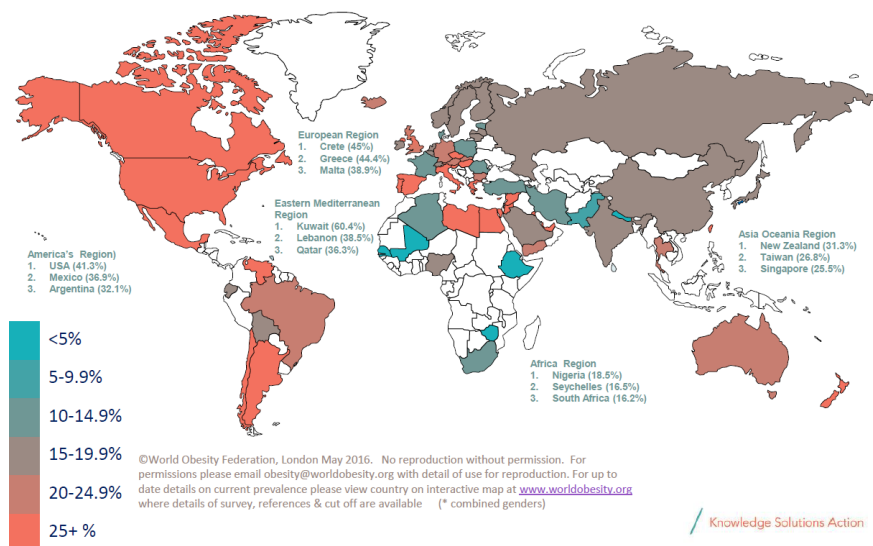 European Region
1. Crete (45%)
2. Greece (44.4%)
3. Malta (38.9%)
Eastern Mediterranean
Region
1. Kuwait (60.4%)
2. Lebanon (38.5%)
3. Qatar (36.3%)
America's Region)
1. USA (41.3%)
2. Mexico (36.9%)
3. Argentina (32.1%)
Asia Oceania Region
1. New Zealand (31.3%)
2. Taiwan (26.8%)
3. Singapore (25.5%)
Africa Region
1. Nigeria (18.5%)
2. Seychelles (16.5%)
3. South Africa (16.2%)
<5%
5-9.9%
10-14.9%
15-19.9%
20-24.9%
25+ %
©World Obesity Federation, London May 2016. No reproduction without permission. For
permissions please email obesity@worldobesity.org with detail of use for reproduction. For up to
date details on current prevalence please view country on interactive map at www.worldobesity.org
where details of survey, references & cut off are available (* combined genders)
Knowledge Solutions Action